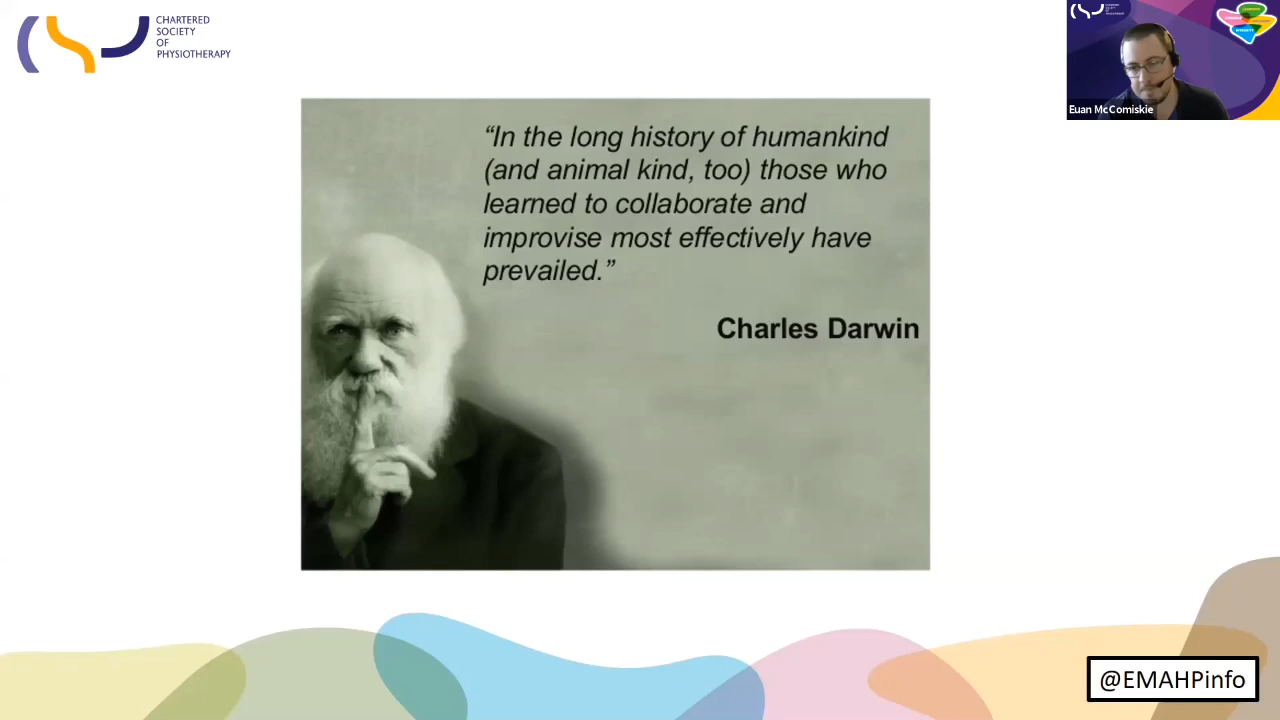 CHARTERED
SOCIETY
OF
PHYSIOTHERAPY
“In the long history of humankind
(and animal kind, too) those who
learned to collaborate and
improvise most effectively have
prevailed.”
Charles Darwin
Euan McComiskie
@EMAHPinfo